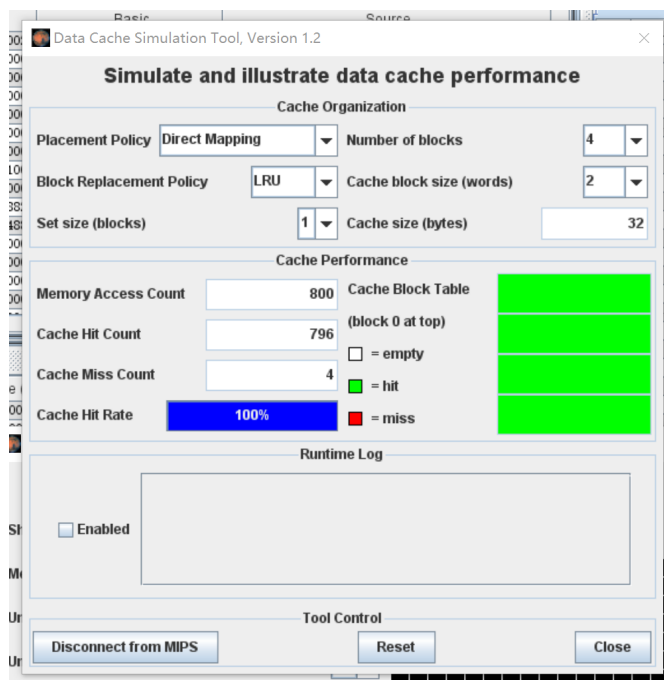 Basic Source
Data Cache Simulation Tool, Version 1.2
Simulate and illustrate data cache performance
Cache Organization
Placement Policy Direct Mapping Number of blocks 4
Block Replacement Policy LRU Cache block size (words) 2
Set size (blocks) 1 Cache size (bytes) 32
Cache Performance
Memory Access Count 800 Cache Block Table
(block 0 at top)
Cache Hit Count 796
= empty
Cache Miss Count 4
= hit
Cache Hit Rate 100%
= miss
Runtime Log
Enabled
Tool Control
Disconnect from MIPS Reset Close